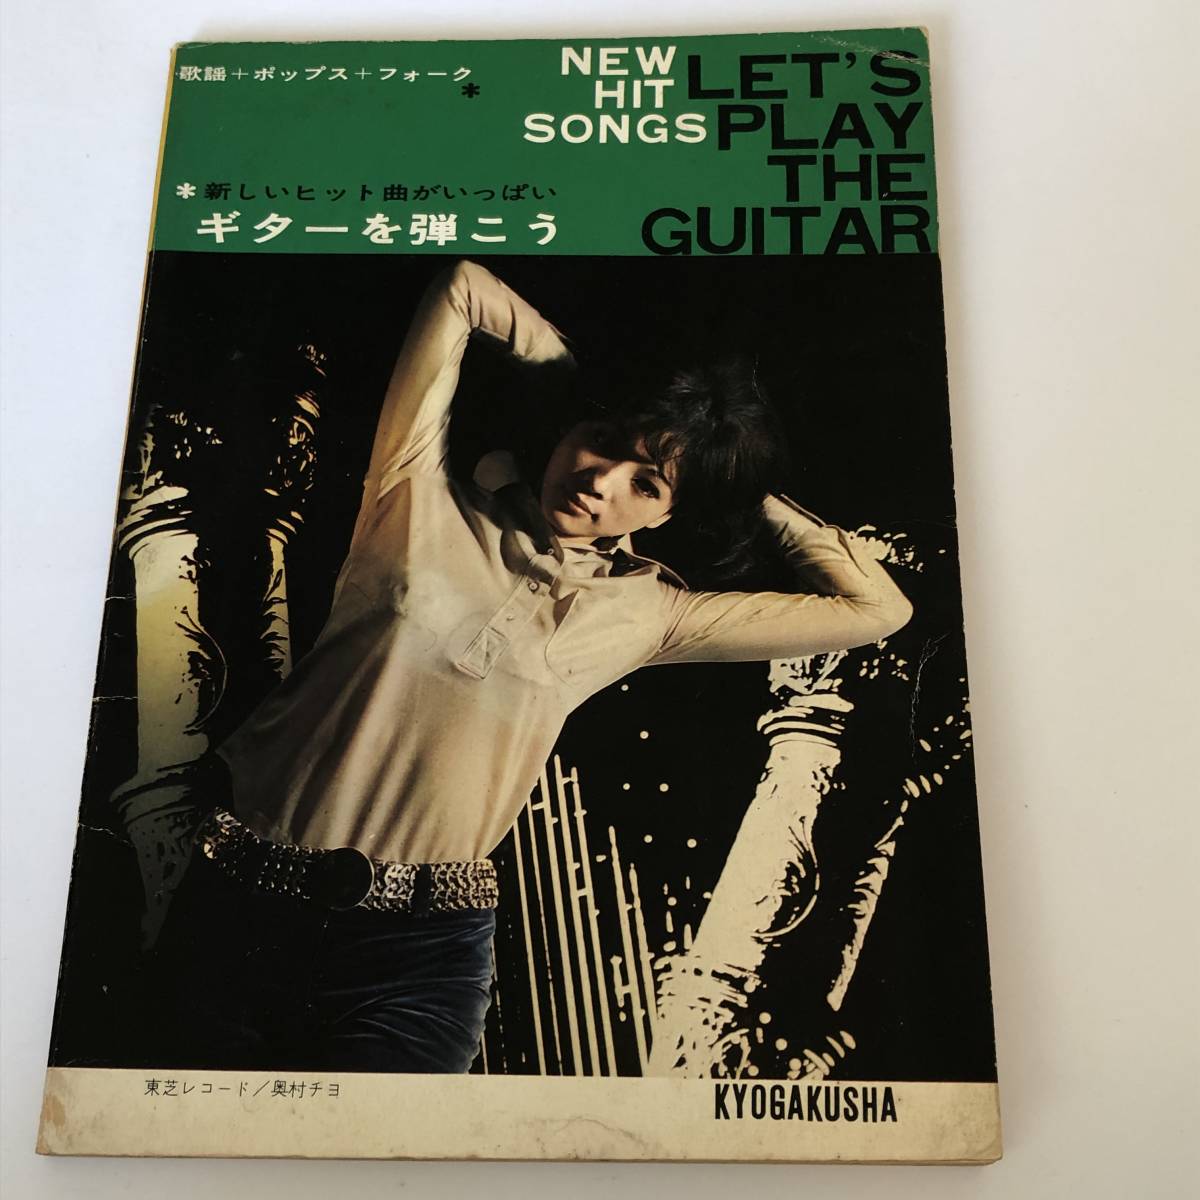 歌謡+ポップス+フォーク
*
NEW
HIT
SONGS
LET'S
PLAY
THE
GUITAR
*新しいヒット曲がいっぱい
ギターを弾こう
東芝レコード/奥村チヨ
KYOGAKUSHA